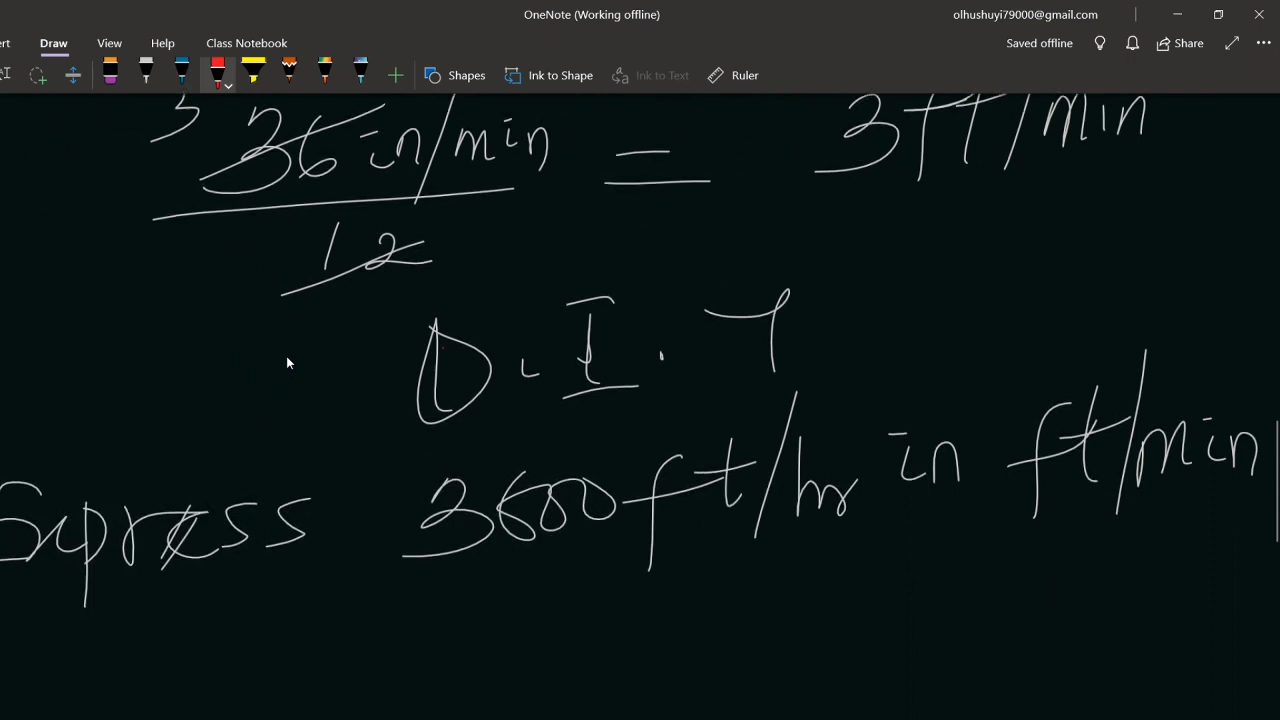 OneNote (Working offline)
olhushuyi79000@gmail.com
ert Draw View Help Class Notebook
Saved offline Share
Shapes Ink to Shape Ink to Text Ruler
3 36 in/min = 3ft/min
12
D. I. Y
Express 3600ft/hr in ft/min